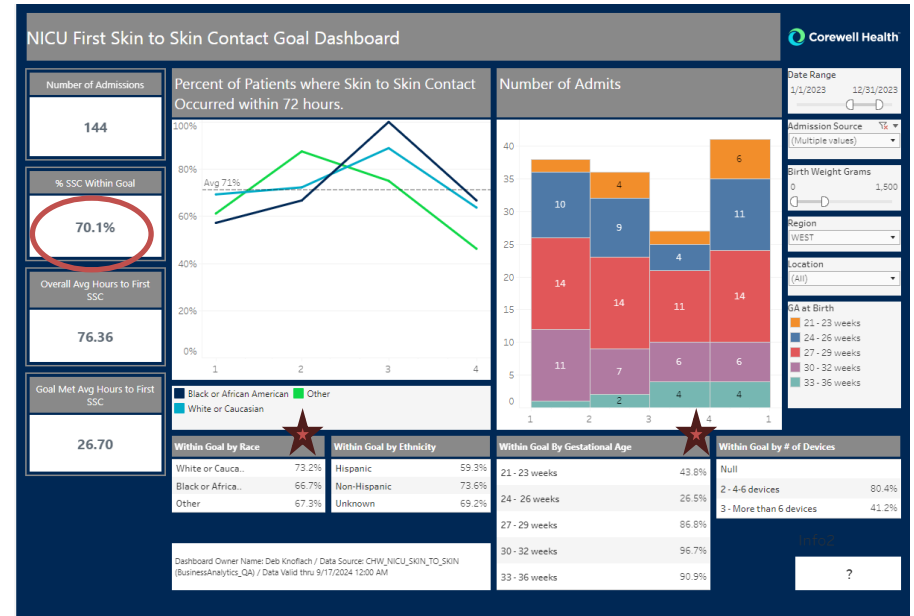 NICU First Skin to Skin Contact Goal Dashboard
Corewell Health
Number of Admissions
144
% SSC Within Goal
70.1%
Overall Avg Hours to First
SSC
76.36
Goal Met Avg Hours to First
SSC
26.70
Percent of Patients where Skin to Skin Contact
Occurred within 72 hours.
100%
80%
Avg 71%
60%
40%
20%
0%
1 2 3 4
Black or African American Other
White or Caucasian
Number of Admits
40
35
30
25
20
15
10
5
0
10 14 11
4 9 14 7 2
4 11 6 4
6 11 14 6 4
1 2 3 4 1
Date Range
1/1/2023 12/31/2023
Admission Source
(Multiple values)
Birth Weight Grams
0 1,500
Region
WEST
Location
(All)
GA at Birth
21 - 23 weeks
24 - 26 weeks
27 - 29 weeks
30 - 32 weeks
33 - 36 weeks
Within Goal by Race
White or Cauca.. 73.2%
Black or Africa.. 66.7%
Other 67.3%
Within Goal by Ethnicity
Hispanic 59.3%
Non-Hispanic 73.6%
Unknown 69.2%
Within Goal By Gestational Age
21 - 23 weeks 43.8%
24 - 26 weeks 26.5%
27 - 29 weeks 86.8%
30 - 32 weeks 96.7%
33 - 36 weeks 90.9%
Within Goal by # of Devices
Null
2 - 4-6 devices 80.4%
3 - More than 6 devices 41.2%
Info2
?
Dashboard Owner Name: Deb Knoflach / Data Source: CHW_NICU_SKIN_TO_SKIN
(BusinessAnalytics_QA) / Data Valid thru 9/17/2024 12:00 AM